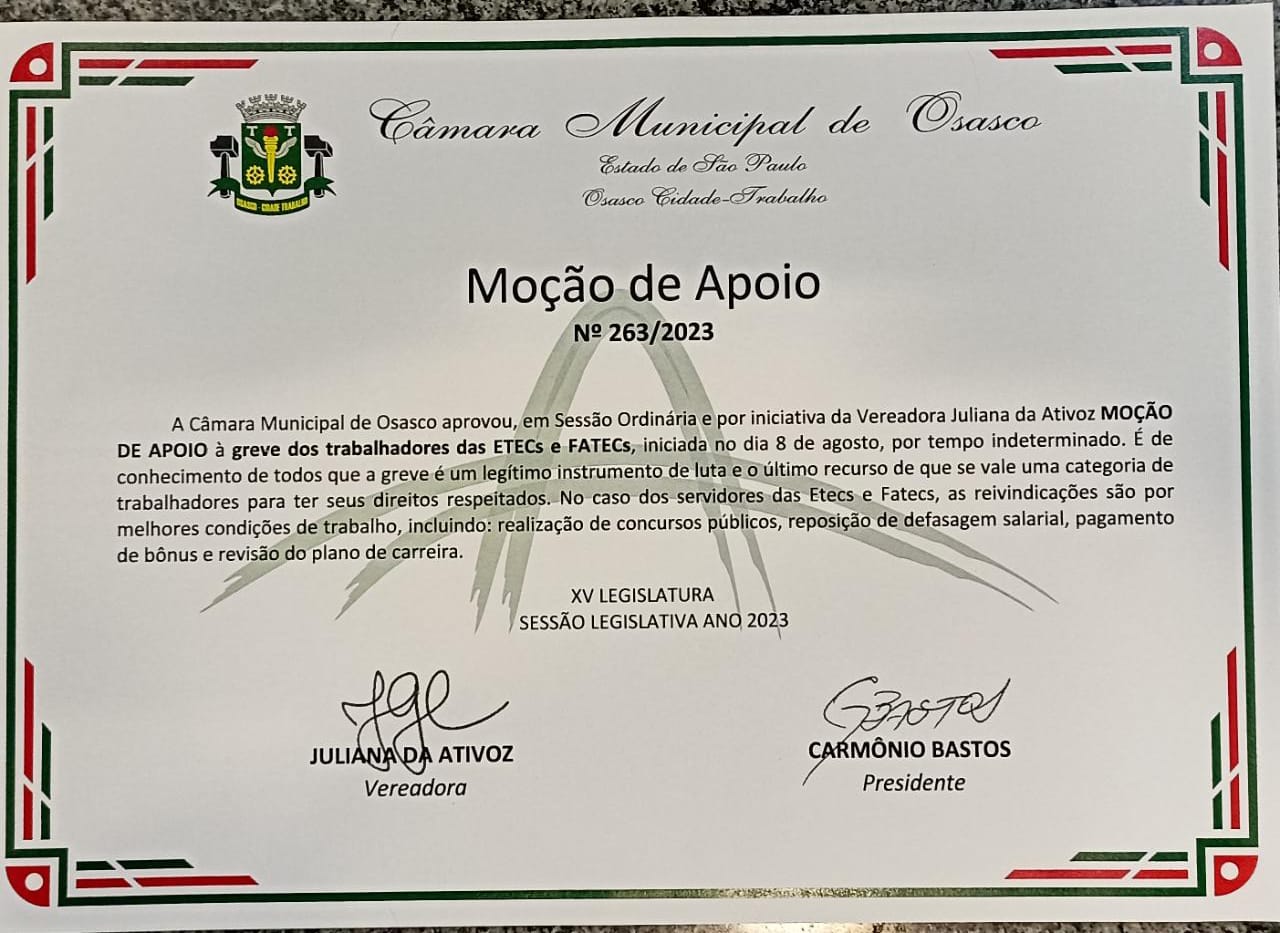 Câmara Municipal de Osasco
Estado de São Paulo
Osasco Cidade-Trabalho
OSASCO - CIDADE TRABALHO
Moção de Apoio
Nº 263/2023
A Câmara Municipal de Osasco aprovou, em Sessão Ordinária e por iniciativa da Vereadora Juliana da Ativoz MOÇÃO
DE APOIO à greve dos trabalhadores das ETECs e FATECs, iniciada no dia 8 de agosto, por tempo indeterminado. É de
conhecimento de todos que a greve é um legítimo instrumento de luta e o último recurso de que se vale uma categoria de
trabalhadores para ter seus direitos respeitados. No caso dos servidores das Etecs e Fatecs, as reivindicações são por
melhores condições de trabalho, incluindo: realização de concursos públicos, reposição de defasagem salarial, pagamento
de bônus e revisão do plano de carreira.
XV LEGISLATURA
SESSÃO LEGISLATIVA ANO 2023
JULIANA DA ATIVOZ
Vereadora
CBASTOS
CARMÔNIO BASTOS
Presidente